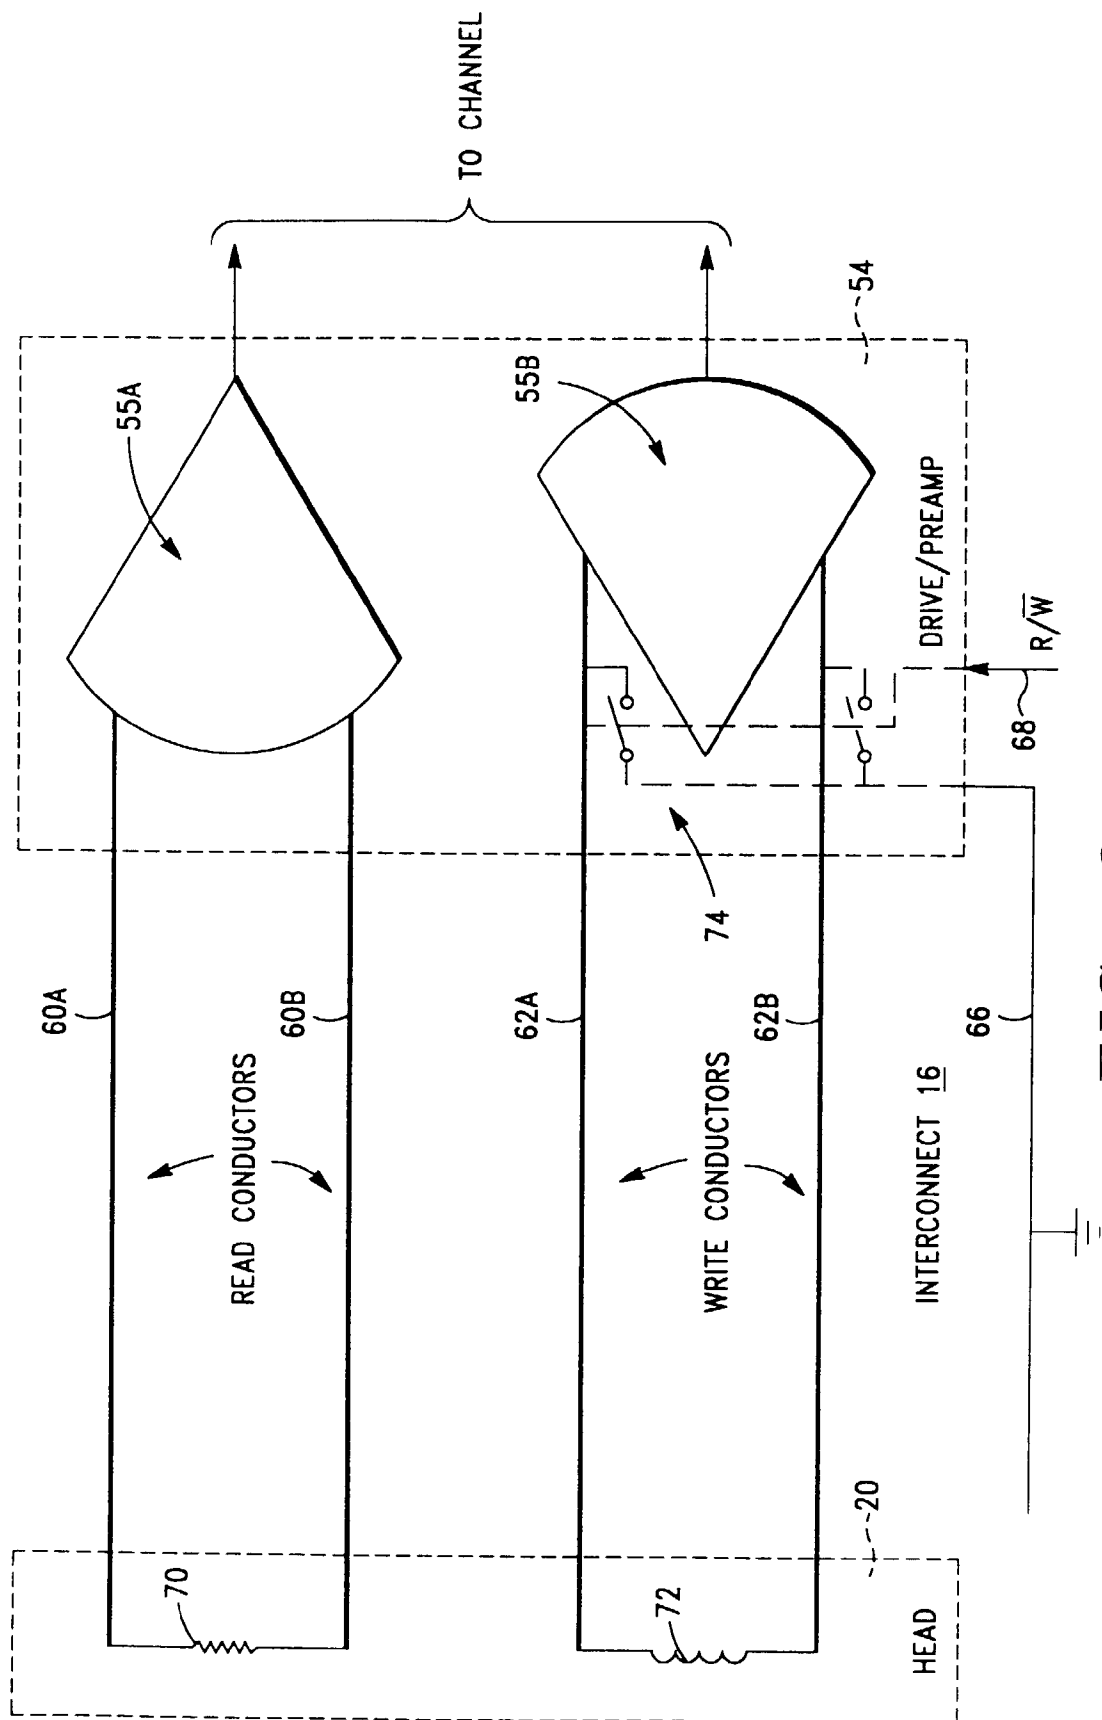 60A
55A
70
READ CONDUCTORS
60B
TO CHANNEL
62A
55B
72
WRITE CONDUCTORS
74
62B
20
54
HEAD
INTERCONNECT 16
DRIVE/PREAMP
66
68
R/W̅